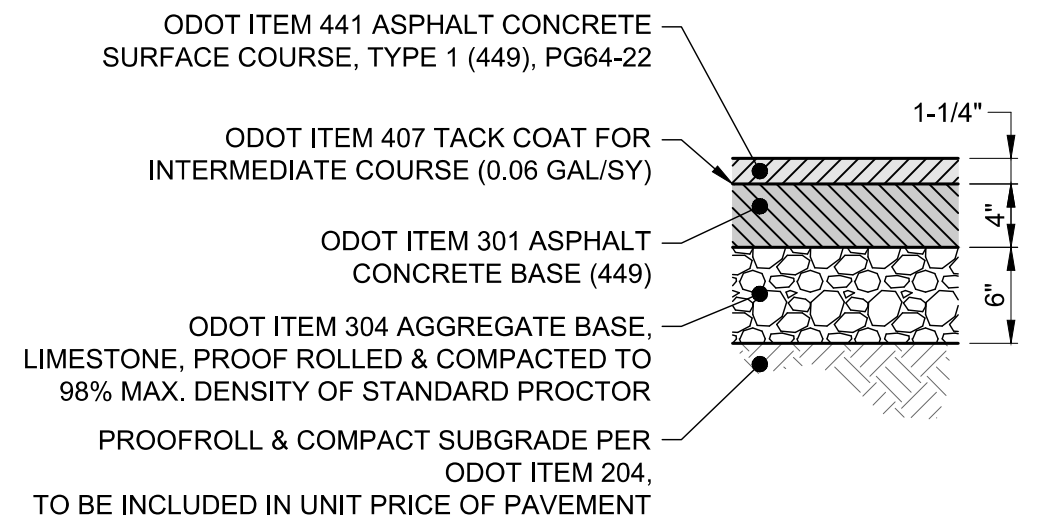 ODOT ITEM 441 ASPHALT CONCRETE
SURFACE COURSE, TYPE 1 (449), PG64-22
ODOT ITEM 407 TACK COAT FOR
INTERMEDIATE COURSE (0.06 GAL/SY)
ODOT ITEM 301 ASPHALT
CONCRETE BASE (449)
ODOT ITEM 304 AGGREGATE BASE,
LIMESTONE, PROOF ROLLED & COMPACTED TO
98% MAX. DENSITY OF STANDARD PROCTOR
PROOFROLL & COMPACT SUBGRADE PER
ODOT ITEM 204,
TO BE INCLUDED IN UNIT PRICE OF PAVEMENT
1-1/4"
4"
6"